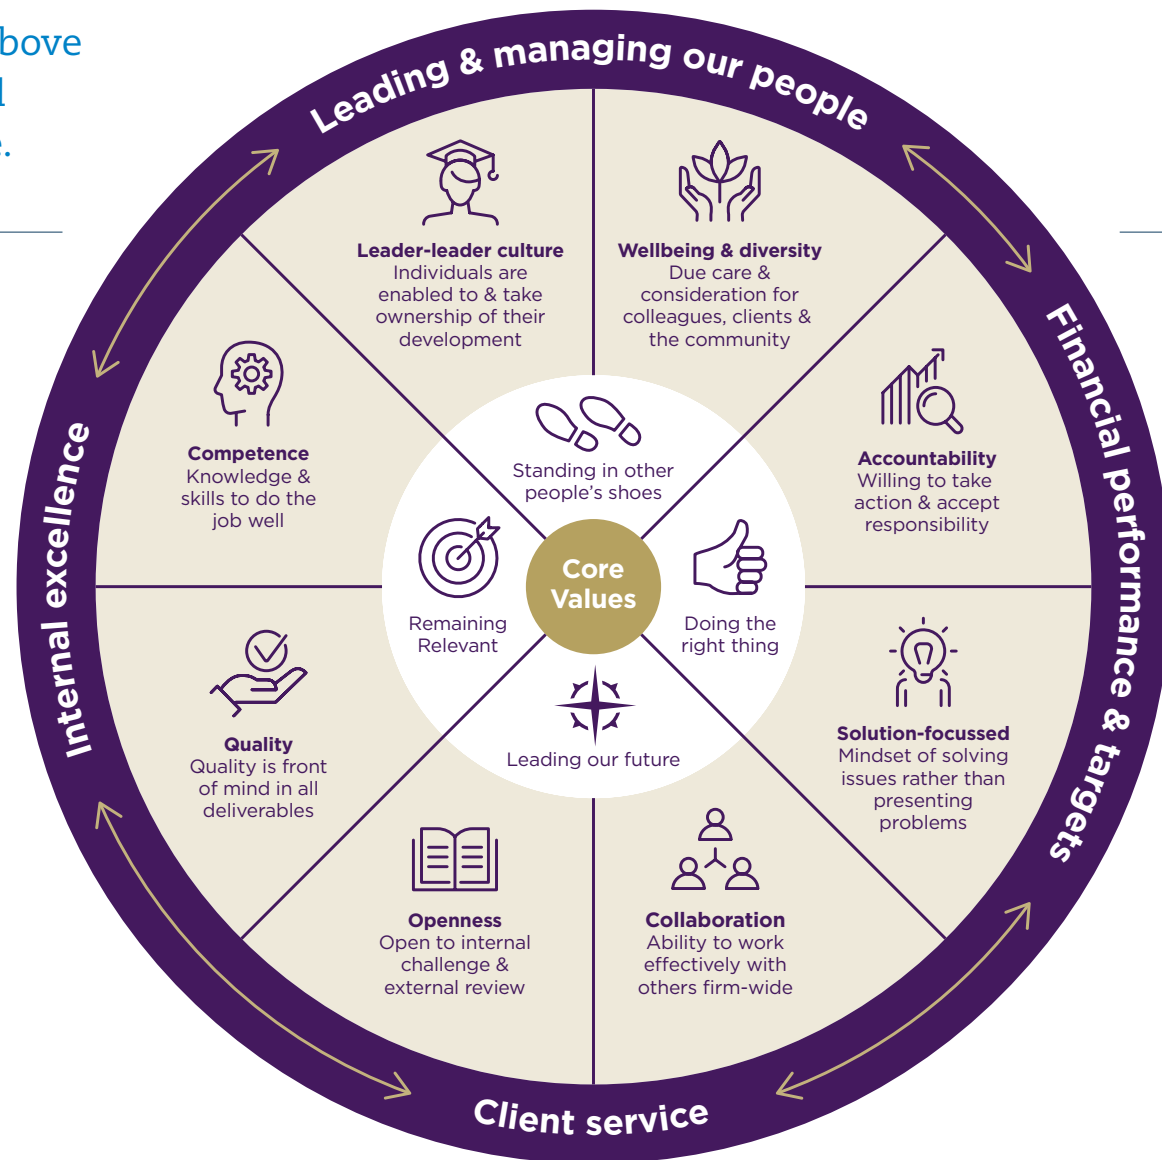 Leading & managing our people
Leader-leader culture
Individuals are
enabled to & take
ownership of their
development
Wellbeing & diversity
Due care &
consideration for
colleagues, clients &
the community
Financial performance & targets
Accountability
Willing to take
action & accept
responsibility
Solution-focussed
Mindset of solving
issues rather than
presenting
problems
Client service
Collaboration
Ability to work
effectively with
others firm-wide
Openness
Open to internal
challenge &
external review
Internal excellence
Quality
Quality is front
of mind in all
deliverables
Competence
Knowledge &
skills to do the
job well
Standing in other
people's shoes
Doing the
right thing
Leading our future
Remaining
Relevant
Core
Values